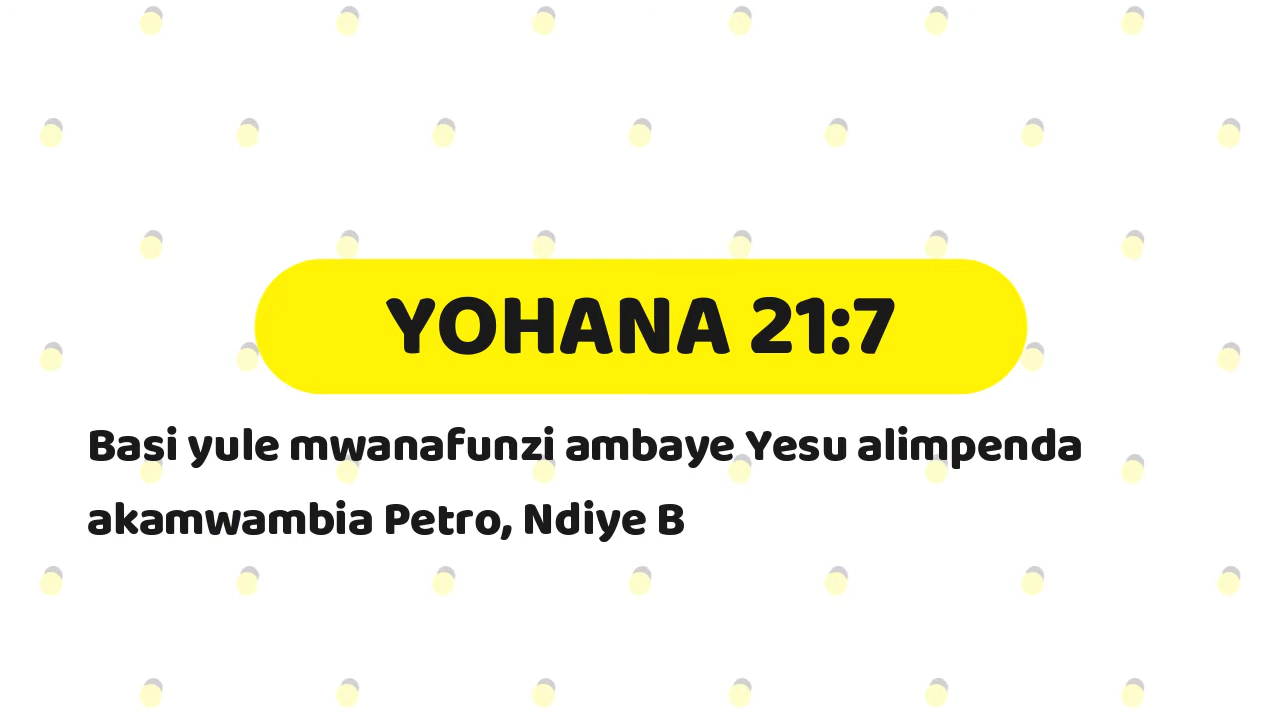 YOHANA 21:7
Basi yule mwanafunzi ambaye Yesu alimpenda
akamwambia Petro, Ndiye B